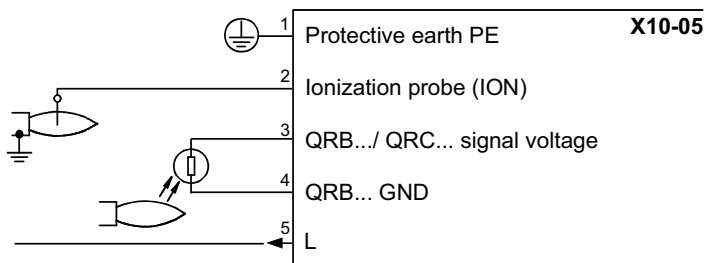 X10-05
1 Protective earth PE
2 Ionization probe (ION)
3 QRB.../ QRC... signal voltage
4 QRB... GND
5 L